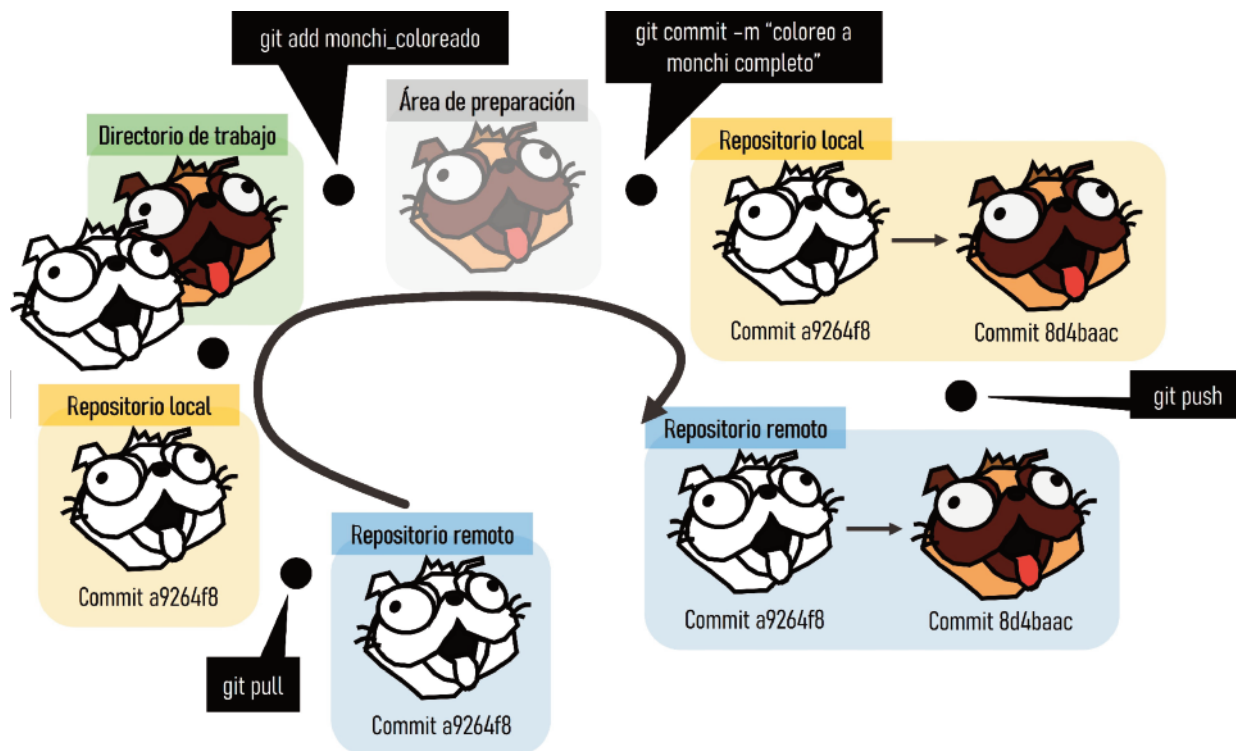 git add monchi_coloreado
git commit –m “coloreo a
monchi completo”
Área de preparación
Directorio de trabajo
Repositorio local
Commit a9264f8
Commit 8d4baac
git push
Repositorio local
Commit a9264f8
Repositorio remoto
Commit a9264f8
Commit 8d4baac
Repositorio remoto
Commit a9264f8
git pull